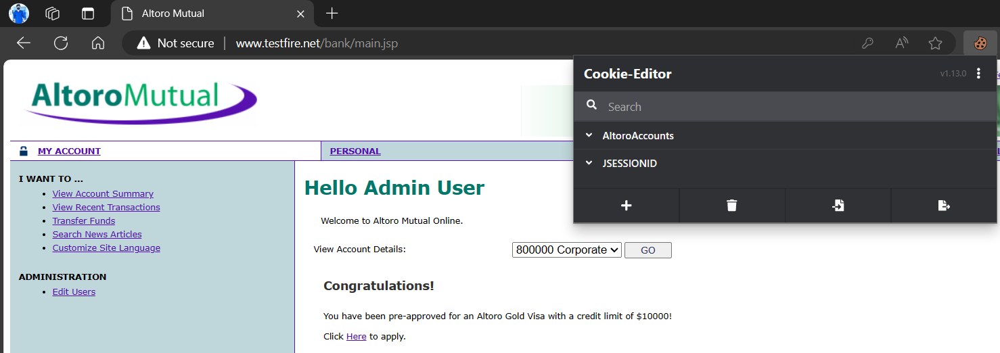 Altoro Mutual
Not secure www.testfire.net/bank/main.jsp
AltoroMutual
Cookie-Editor v1.13.0
Search
AltoroAccounts
JSESSIONID
MY ACCOUNT PERSONAL
I WANT TO ...
View Account Summary
View Recent Transactions
Transfer Funds
Search News Articles
Customize Site Language
ADMINISTRATION
Edit Users
Hello Admin User
Welcome to Altoro Mutual Online.
View Account Details: 800000 Corporate GO
Congratulations!
You have been pre-approved for an Altoro Gold Visa with a credit limit of $10000!
Click Here to apply.